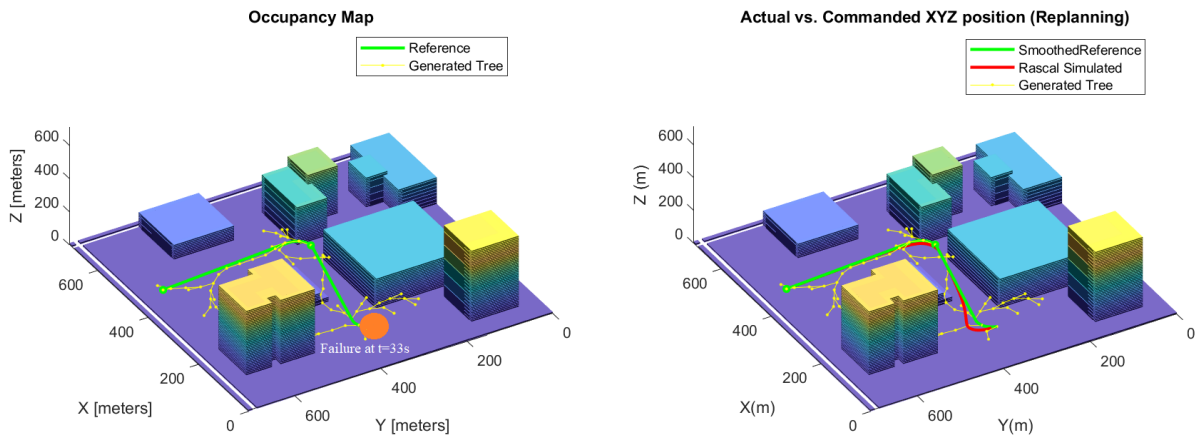 Occupancy Map
Reference
Generated Tree
Z [meters]
600
400
200
0
600
400
200
0
X [meters]
600
400
200
0
Y [meters]
Failure at t=33s
Actual vs. Commanded XYZ position (Replanning)
SmoothedReference
Rascal Simulated
Generated Tree
Z (m)
600
400
200
0
600
400
200
0
X(m)
600
400
200
0
Y(m)